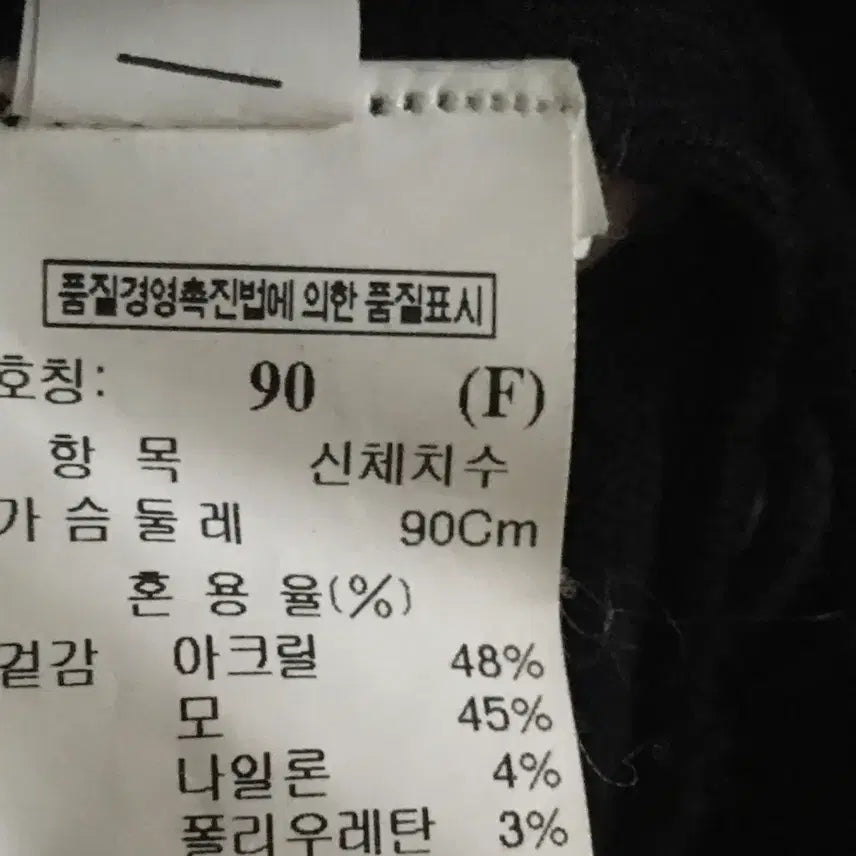 품질경영촉진법에 의한 품질표시
호칭: 90 (F)
항 목 신체치수
가 슴 둘 레 90Cm
혼 용 율(%)
겉감 아크릴 48%
모 45%
나일론 4%
폴리우레탄 3%